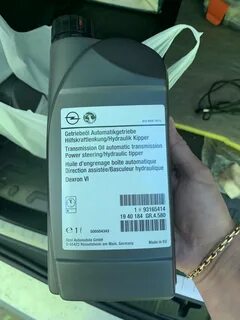 Getriebeöl Automatikgetriebe
Hilfskraftlenkung/Hydraulik Kipper
Transmission Oil automatic transmission
Power steering/Hydraulic tipper
Huile d'engrenage boîte automatique
Direction assistée/Basculeur hydraulique
Dexron VI
1 # 93165414
19 40 184 GR.4.580
1 l
Opel Automobile GmbH
D-65423 Rüsselsheim am Main, Germany
Made in EU